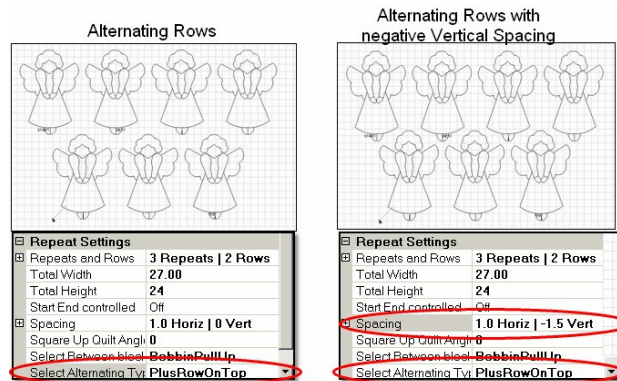 Alternating Rows
Repeat Settings
Repeats and Rows 3 Repeats | 2 Rows
Total Width 27.00
Total Height 24
Start End controlled Off
Spacing 1.0 Horiz | 0 Vert
Square Up Quilt Angl 0
Select Between bloc BobbinPullUp
Select Alternating Ty PlusRowOnTop
Alternating Rows with
negative Vertical Spacing
Repeat Settings
Repeats and Rows 3 Repeats | 2 Rows
Total Width 27.00
Total Height 24
Start End controlled Off
Spacing 1.0 Horiz | -1.5 Vert
Square Up Quilt Angl 0
Select Between bloc BobbinPullUp
Select Alternating Ty PlusRowOnTop